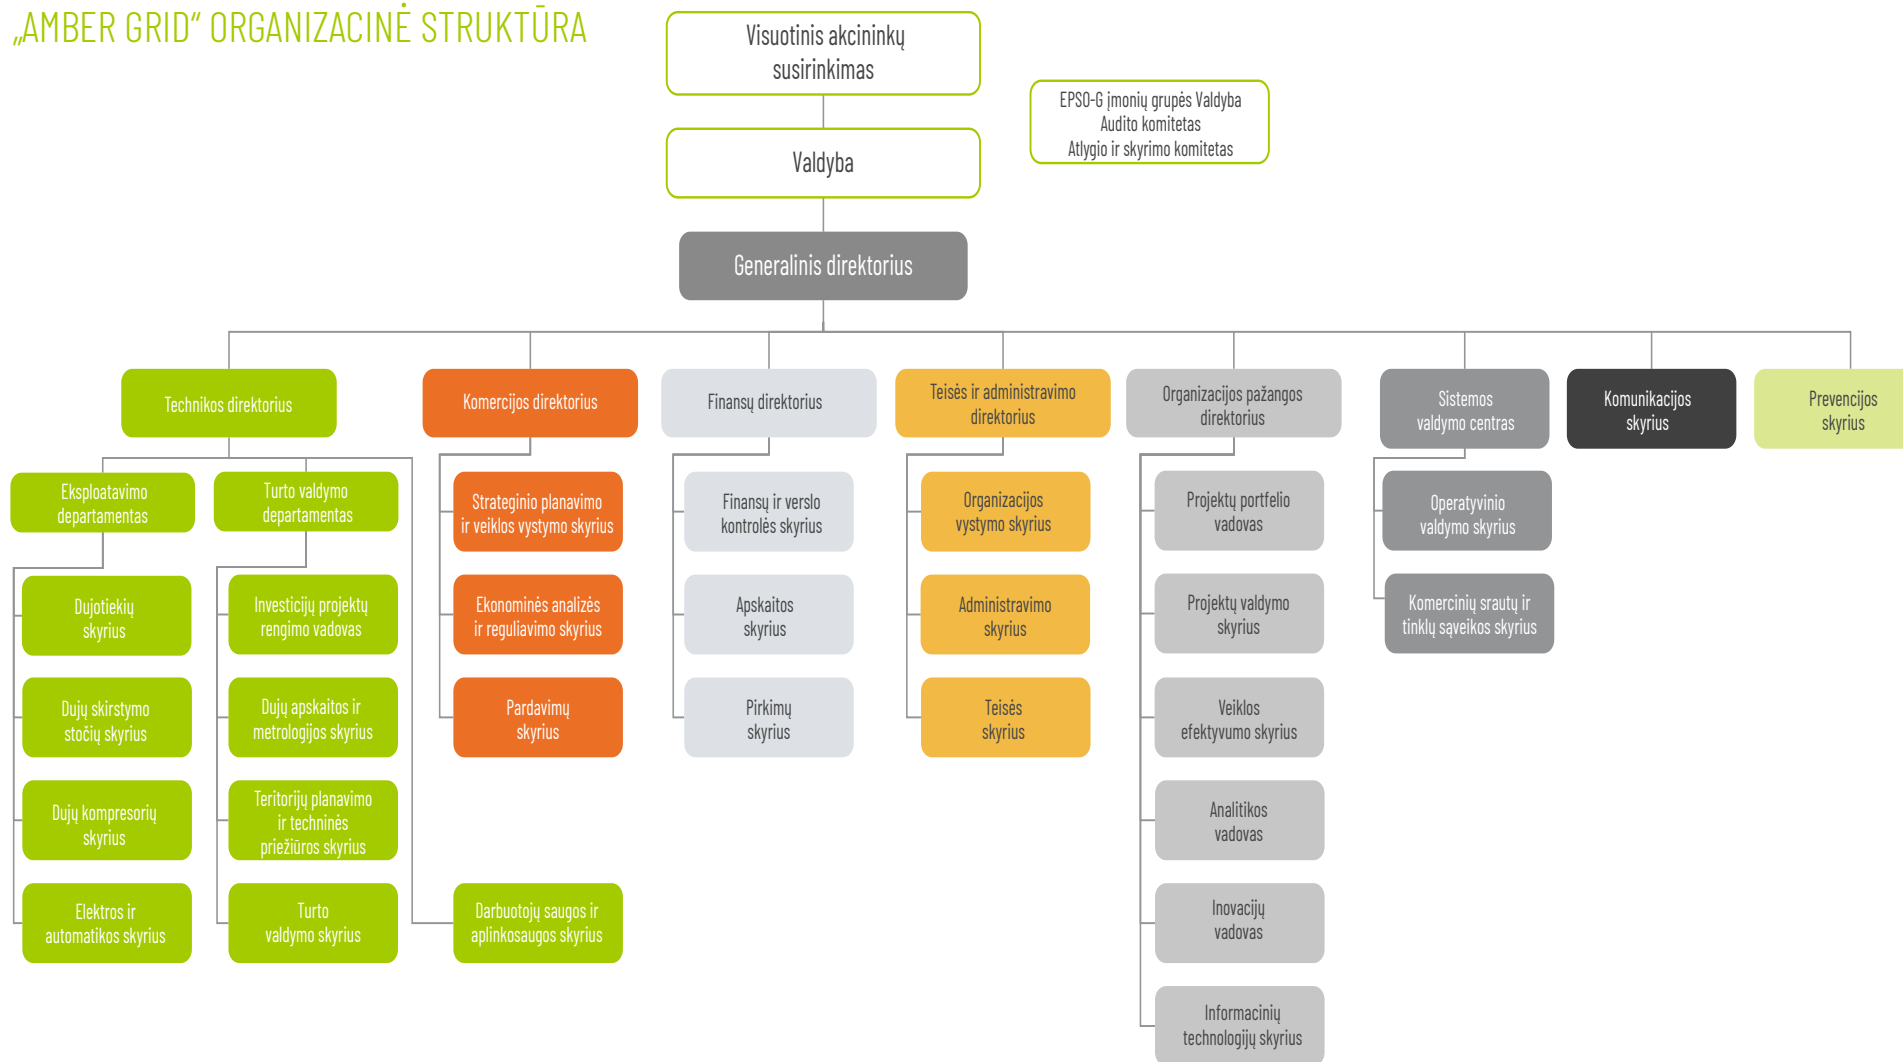 „AMBER GRID“ ORGANIZACINĖ STRUKTŪRA
Visuotinis akcininkų
susirinkimas
EPSO-G įmonių grupės Valdyba
Audito komitetas
Atlygio ir skyrimo komitetas
Valdyba
Generalinis direktorius
Technikos direktorius
Komercijos direktorius
Finansų direktorius
Teisės ir administravimo
direktorius
Organizacijos pažangos
direktorius
Sistemos
valdymo centras
Komunikacijos
skyrius
Prevencijos
skyrius
Eksploatavimo
departamentas
Turto valdymo
departamentas
Dujotiekių
skyrius
Dujų skirstymo
stočių skyrius
Dujų kompresorių
skyrius
Elektros ir
automatikos skyrius
Investicijų projektų
rengimo vadovas
Dujų apskaitos ir
metrologijos skyrius
Teritorijų planavimo
ir techninės
priežiūros skyrius
Turto
valdymo skyrius
Darbuotojų saugos ir
aplinkosaugos skyrius
Strateginio planavimo
ir veiklos vystymo skyrius
Ekonominės analizės
ir reguliavimo skyrius
Pardavimų
skyrius
Finansų ir verslo
kontrolės skyrius
Apskaitos
skyrius
Pirkimų
skyrius
Organizacijos
vystymo skyrius
Administravimo
skyrius
Teisės
skyrius
Projektų portfelio
vadovas
Projektų valdymo
skyrius
Veiklos
efektyvumo skyrius
Analitikos
vadovas
Inovacijų
vadovas
Informacinių
technologijų skyrius
Operatyvinio
valdymo skyrius
Komercinių srautų ir
tinklų sąveikos skyrius